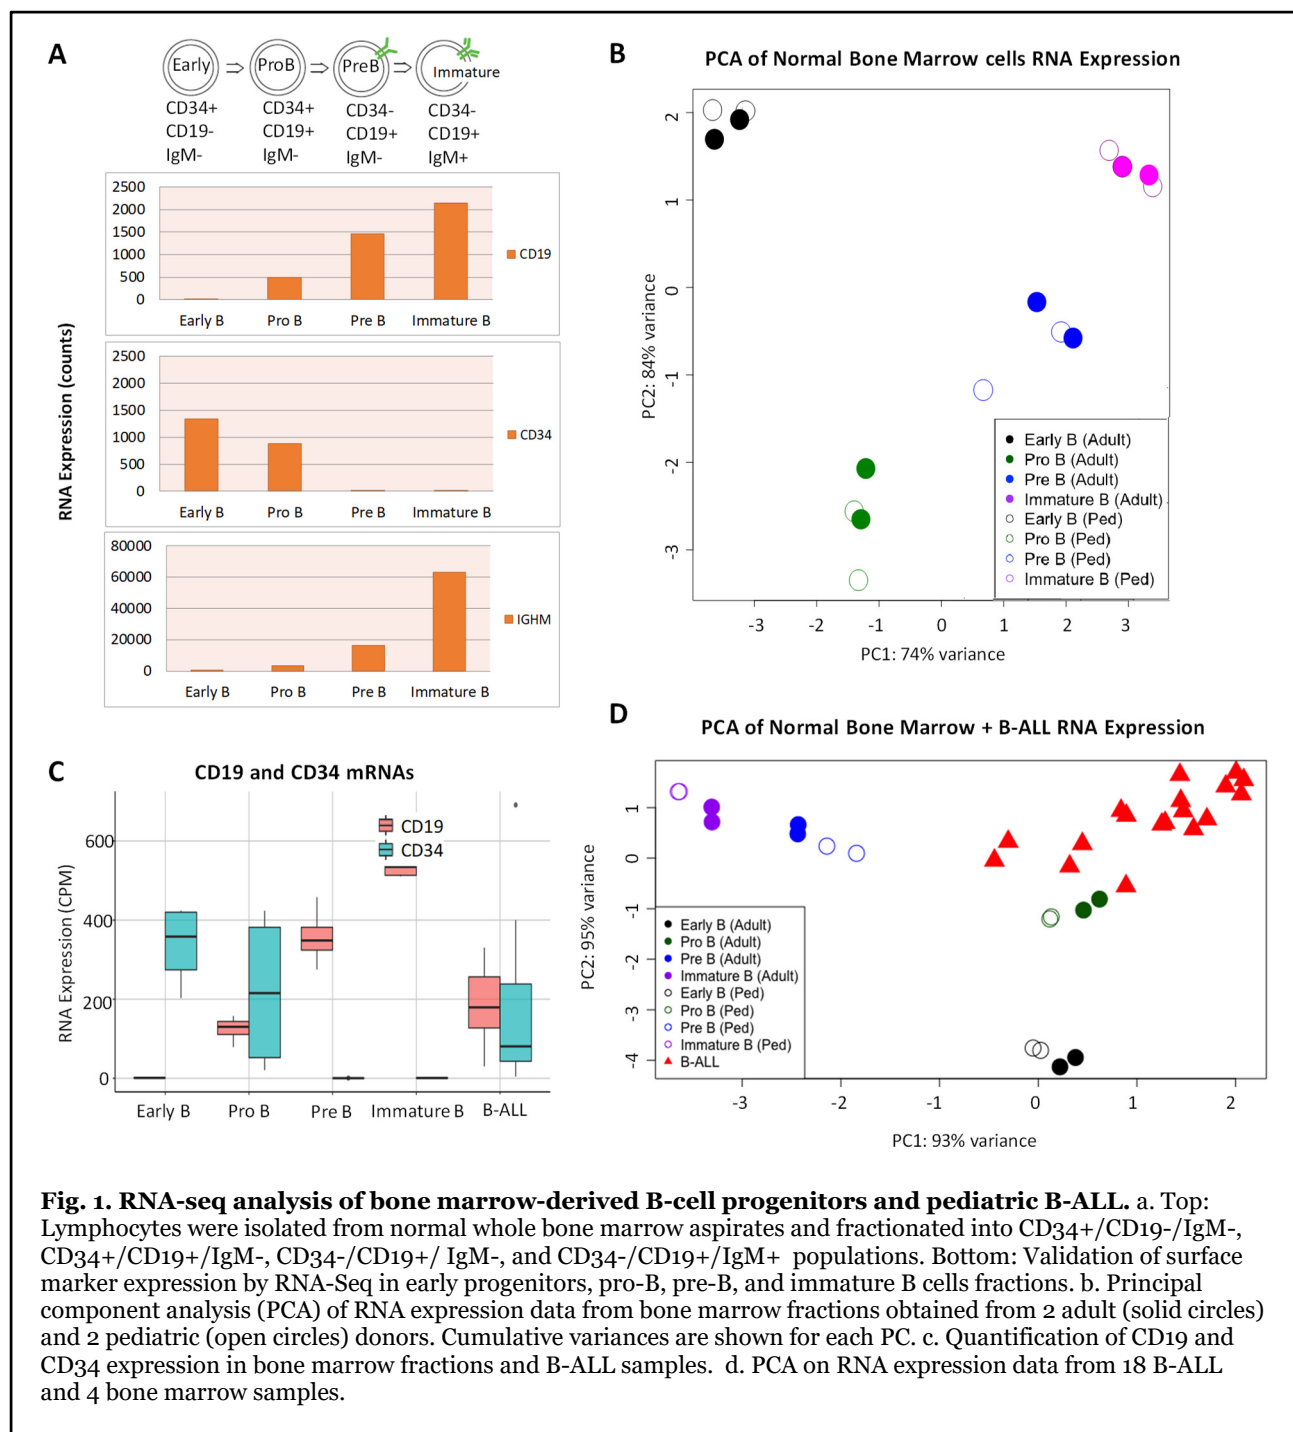 A
Early
ProB
PreB
Immature
CD34+
CD19-
IgM-
CD34+
CD19+
IgM-
CD34-
CD19+
IgM-
CD34-
CD19+
IgM+
RNA Expression (counts)
2500
2000
1500
1000
500
0
Early B Pro B Pre B Immature B
CD19
2500
2000
1500
1000
500
0
Early B Pro B Pre B Immature B
CD34
80000
60000
40000
20000
0
Early B Pro B Pre B Immature B
IGHM
B
PCA of Normal Bone Marrow cells RNA Expression
PC2: 84% variance
2
1
0
-1
-2
-3
-3 -2 -1 0 1 2 3
PC1: 74% variance
Early B (Adult)
Pro B (Adult)
Pre B (Adult)
Immature B (Adult)
Early B (Ped)
Pro B (Ped)
Pre B (Ped)
Immature B (Ped)
C
CD19 and CD34 mRNAs
RNA Expression (CPM)
600
400
200
0
CD19
CD34
Early B Pro B Pre B Immature B B-ALL
D
PCA of Normal Bone Marrow + B-ALL RNA Expression
PC2: 95% variance
1
0
-1
-2
-3
-4
Early B (Adult)
Pro B (Adult)
Pre B (Adult)
Immature B (Adult)
Early B (Ped)
Pro B (Ped)
Pre B (Ped)
Immature B (Ped)
B-ALL
-3 -2 -1 0 1 2
PC1: 93% variance
Fig. 1. RNA-seq analysis of bone marrow-derived B-cell progenitors and pediatric B-ALL. a. Top:
Lymphocytes were isolated from normal whole bone marrow aspirates and fractionated into CD34+/CD19-/IgM-,
CD34+/CD19+/IgM-, CD34-/CD19+/ IgM-, and CD34-/CD19+/IgM+ populations. Bottom: Validation of surface
marker expression by RNA-Seq in early progenitors, pro-B, pre-B, and immature B cells fractions. b. Principal
component analysis (PCA) of RNA expression data from bone marrow fractions obtained from 2 adult (solid circles)
and 2 pediatric (open circles) donors. Cumulative variances are shown for each PC. c. Quantification of CD19 and
CD34 expression in bone marrow fractions and B-ALL samples. d. PCA on RNA expression data from 18 B-ALL
and 4 bone marrow samples.